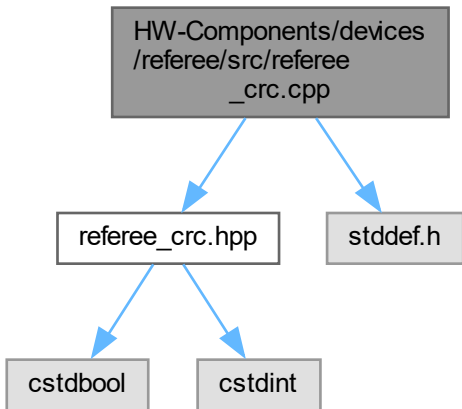 HW-Components/devices
/referee/src/referee
_crc.cpp
referee_crc.hpp
stddef.h
cstdbool
cstdint